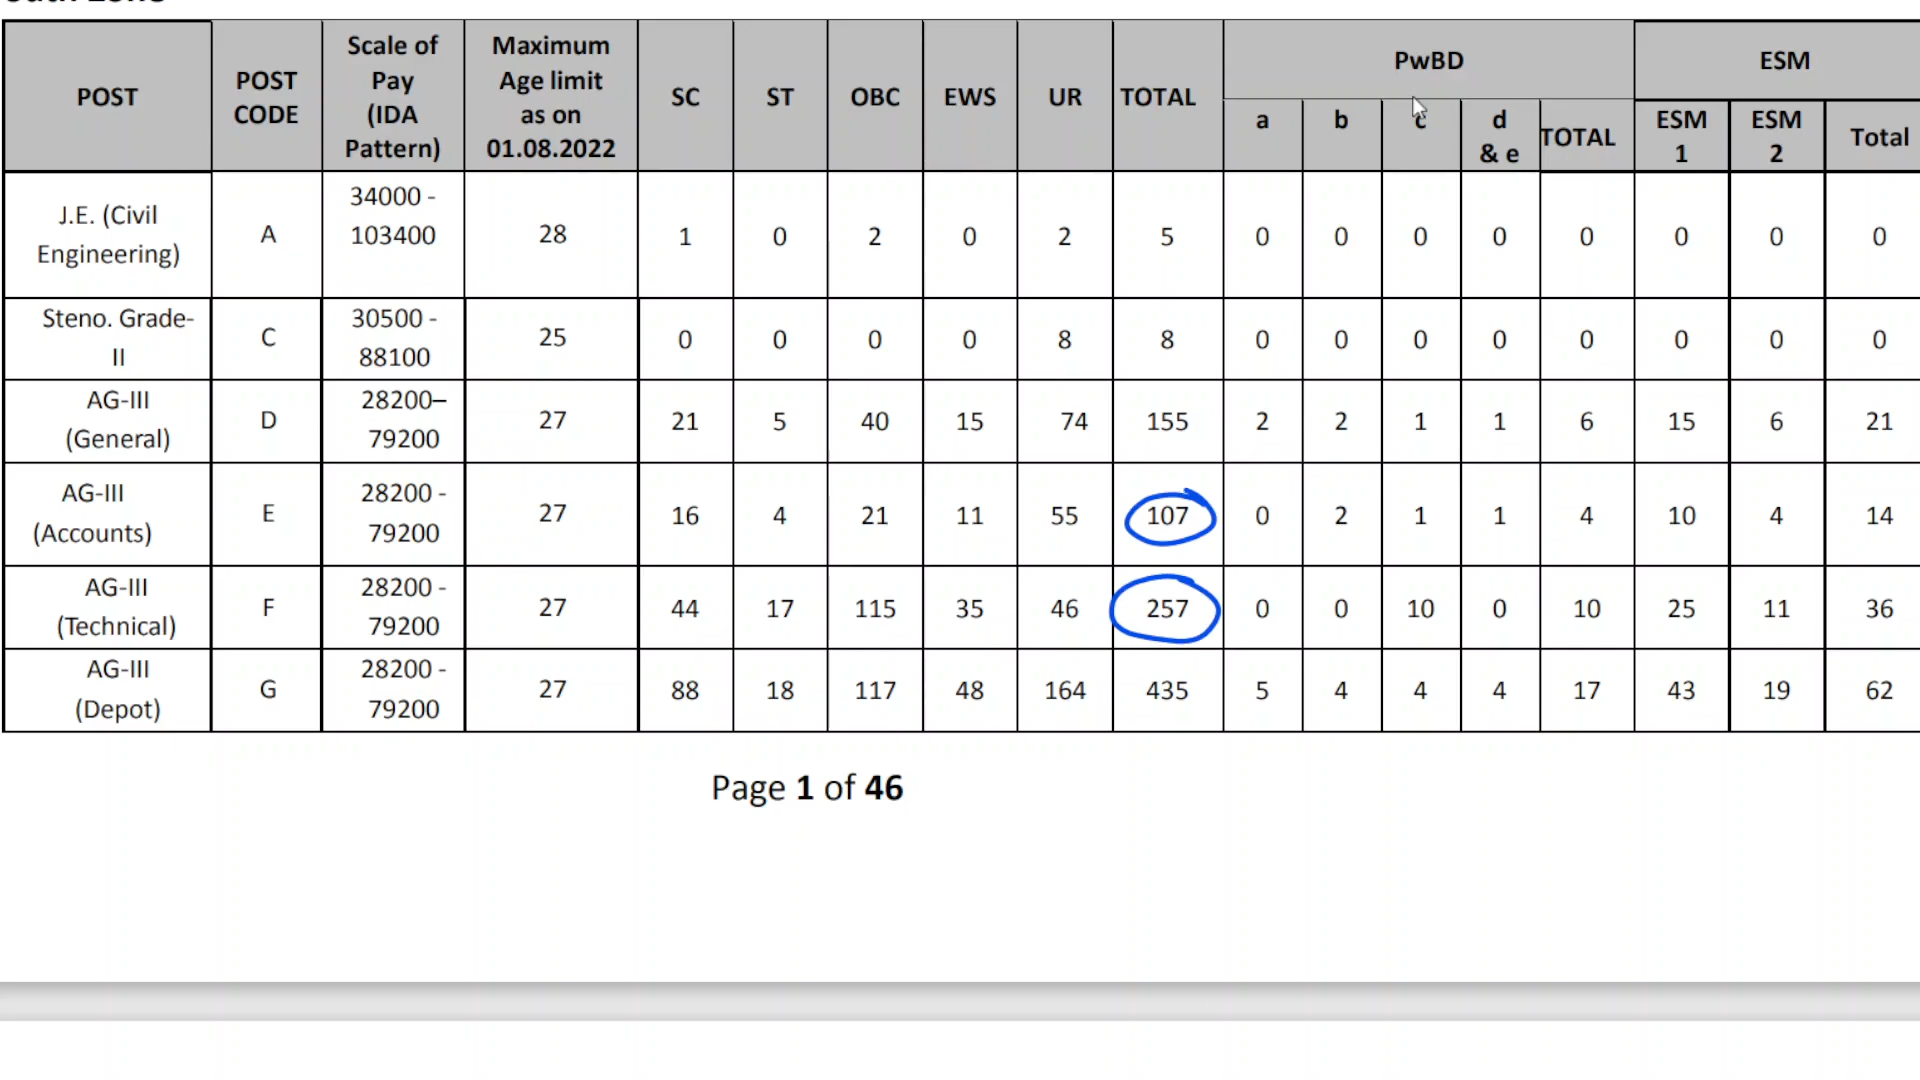 POST POST CODE Scale of Pay (IDA Pattern) Maximum Age limit as on 01.08.2022 SC ST OBC EWS UR TOTAL PwBD ESM
a b c d & e TOTAL ESM 1 ESM 2 Total
J.E. (Civil Engineering) A 34000 - 103400 28 1 0 2 0 2 5 0 0 0 0 0 0 0 0
Steno. Grade-II C 30500 - 88100 25 0 0 0 0 8 8 0 0 0 0 0 0 0 0
AG-III (General) D 28200– 79200 27 21 5 40 15 74 155 2 2 1 1 6 15 6 21
AG-III (Accounts) E 28200 - 79200 27 16 4 21 11 55 107 0 2 1 1 4 10 4 14
AG-III (Technical) F 28200 - 79200 27 44 17 115 35 46 257 0 0 10 0 10 25 11 36
AG-III (Depot) G 28200 - 79200 27 88 18 117 48 164 435 5 4 4 4 17 43 19 62
Page 1 of 46